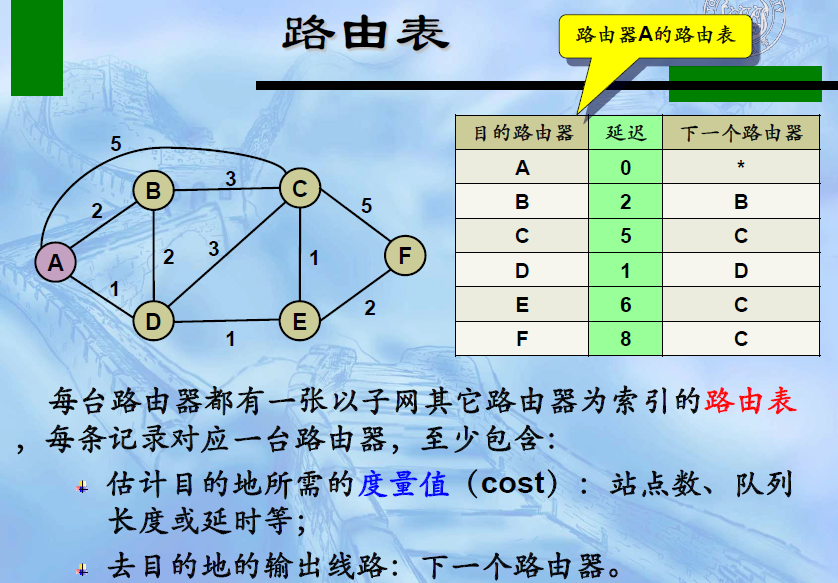 路由表
路由器A的路由表
5
B
3
C
2
5
A
2
3
1
F
1
D
1
E
2
目的路由器 延迟 下一个路由器
A 0 *
B 2 B
C 5 C
D 1 D
E 6 C
F 8 C
每台路由器都有一张以子网其它路由器为索引的路由表
，每条记录对应一台路由器，至少包含：
估计目的地所需的度量值（cost）：站点数、队列
长度或延时等；
去目的地的输出线路：下一个路由器。